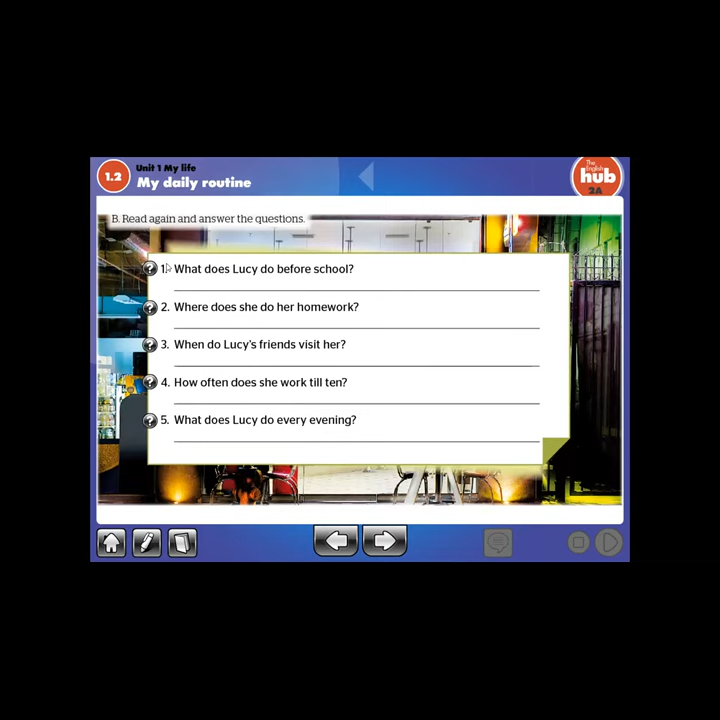 1.2
Unit 1 My life
My daily routine
The English hub
2A
B. Read again and answer the questions.
1. What does Lucy do before school?
2. Where does she do her homework?
3. When do Lucy's friends visit her?
4. How often does she work till ten?
5. What does Lucy do every evening?